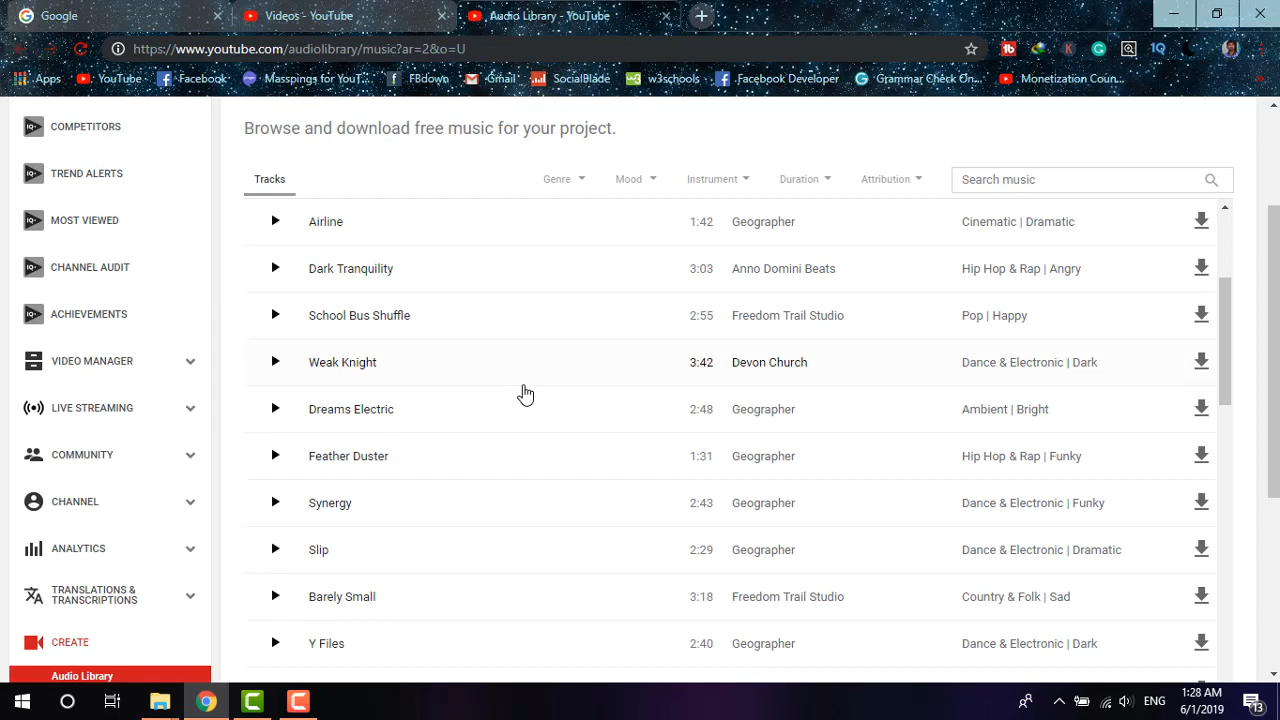 Google
Videos - YouTube
Audio Library - YouTube
https://www.youtube.com/audiolibrary/music?ar=2&o=U
Apps
YouTube
Facebook
Masspings for YouT...
FBdown
Gmail
SocialBlade
w3schools
Facebook Developer
Grammar Check On...
Monetization Coun...
COMPETITORS
TREND ALERTS
MOST VIEWED
CHANNEL AUDIT
ACHIEVEMENTS
VIDEO MANAGER
LIVE STREAMING
COMMUNITY
CHANNEL
ANALYTICS
TRANSLATIONS &
TRANSCRIPTIONS
CREATE
Audio Library
Browse and download free music for your project.
Tracks Genre Mood Instrument Duration Attribution Search music
Airline 1:42 Geographer Cinematic | Dramatic
Dark Tranquility 3:03 Anno Domini Beats Hip Hop & Rap | Angry
School Bus Shuffle 2:55 Freedom Trail Studio Pop | Happy
Weak Knight 3:42 Devon Church Dance & Electronic | Dark
Dreams Electric 2:48 Geographer Ambient | Bright
Feather Duster 1:31 Geographer Hip Hop & Rap | Funky
Synergy 2:43 Geographer Dance & Electronic | Funky
Slip 2:29 Geographer Dance & Electronic | Dramatic
Barely Small 3:18 Freedom Trail Studio Country & Folk | Sad
Y Files 2:40 Geographer Dance & Electronic | Dark
ENG
1:28 AM
6/1/2019
13